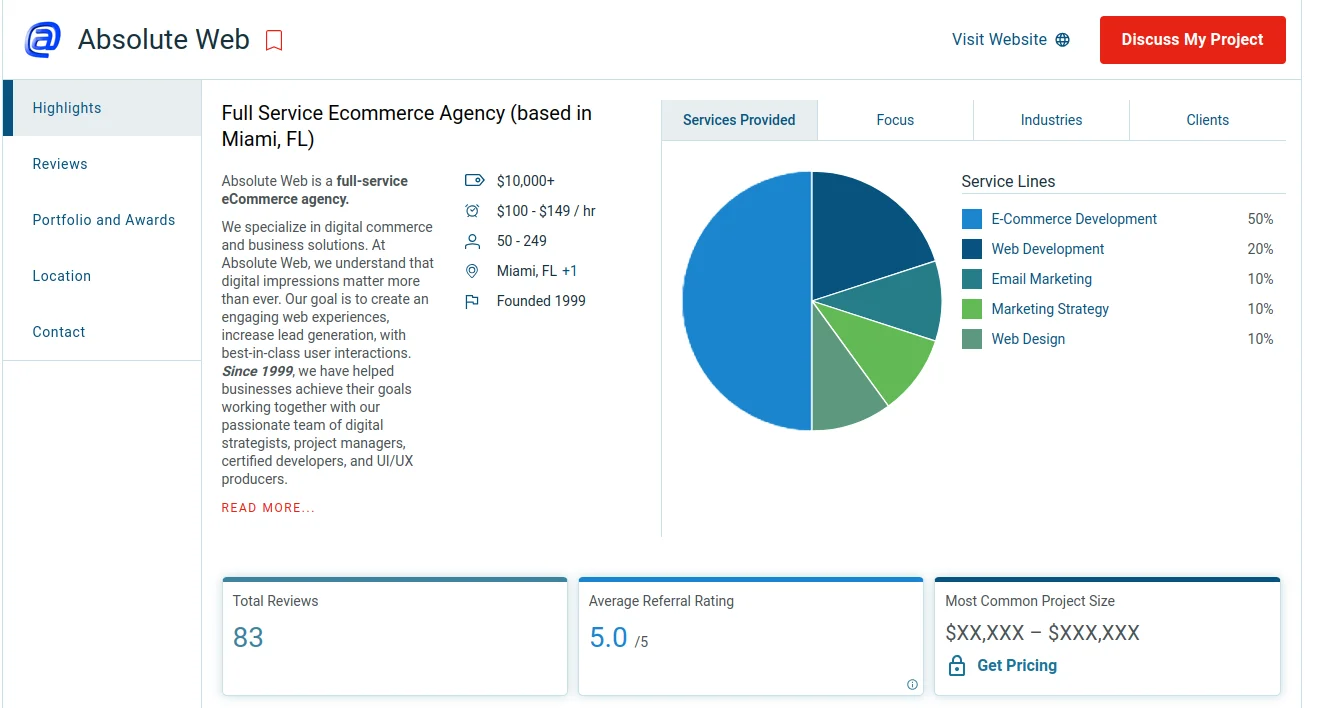 Absolute Web
Visit Website
Discuss My Project
Highlights
Reviews
Portfolio and Awards
Location
Contact
Full Service Ecommerce Agency (based in
Miami, FL)
Absolute Web is a full-service
eCommerce agency.
We specialize in digital commerce
and business solutions. At
Absolute Web, we understand that
digital impressions matter more
than ever. Our goal is to create an
engaging web experiences,
increase lead generation, with
best-in-class user interactions.
Since 1999, we have helped
businesses achieve their goals
working together with our
passionate team of digital
strategists, project managers,
certified developers, and UI/UX
producers.
READ MORE...
$10,000+
$100 - $149 / hr
50 - 249
Miami, FL +1
Founded 1999
Services Provided
Focus
Industries
Clients
Service Lines
E-Commerce Development 50%
Web Development 20%
Email Marketing 10%
Marketing Strategy 10%
Web Design 10%
Total Reviews
83
Average Referral Rating
5.0 /5
Most Common Project Size
$XX,XXX – $XXX,XXX
Get Pricing